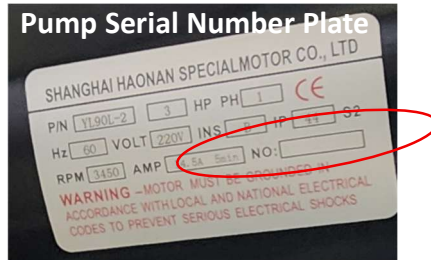 Pump Serial Number Plate
SHANGHAI HAONAN SPECIALMOTOR CO., LTD
P/N YL90L-2 3 HP PH 1 CE
Hz 60 VOLT 220V INS B IP 44 S2
RPM 3450 AMP 4.5A 5min NO:
WARNING -MOTOR MUST BE GROUNDED IN
ACCORDANCE WITH LOCAL AND NATIONAL ELECTRICAL
CODES TO PREVENT SERIOUS ELECTRICAL SHOCKS